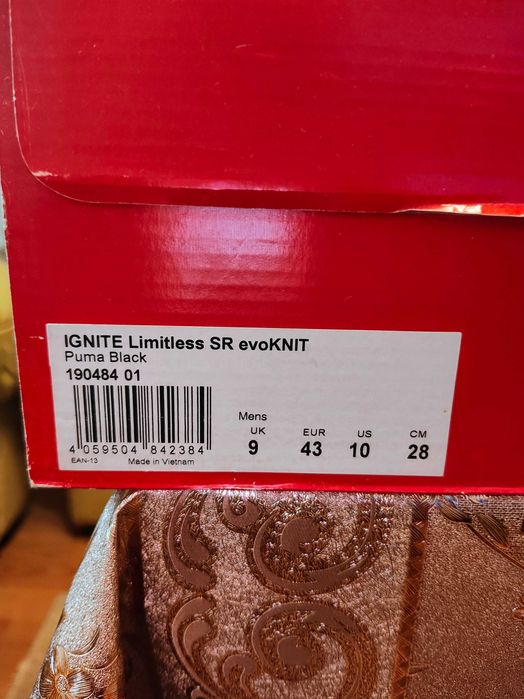 IGNITE Limitless SR evoKNIT
Puma Black
190484 01
4 059504 842384
EAN-13 Made in Vietnam
Mens
UK EUR US CM
9 43 10 28